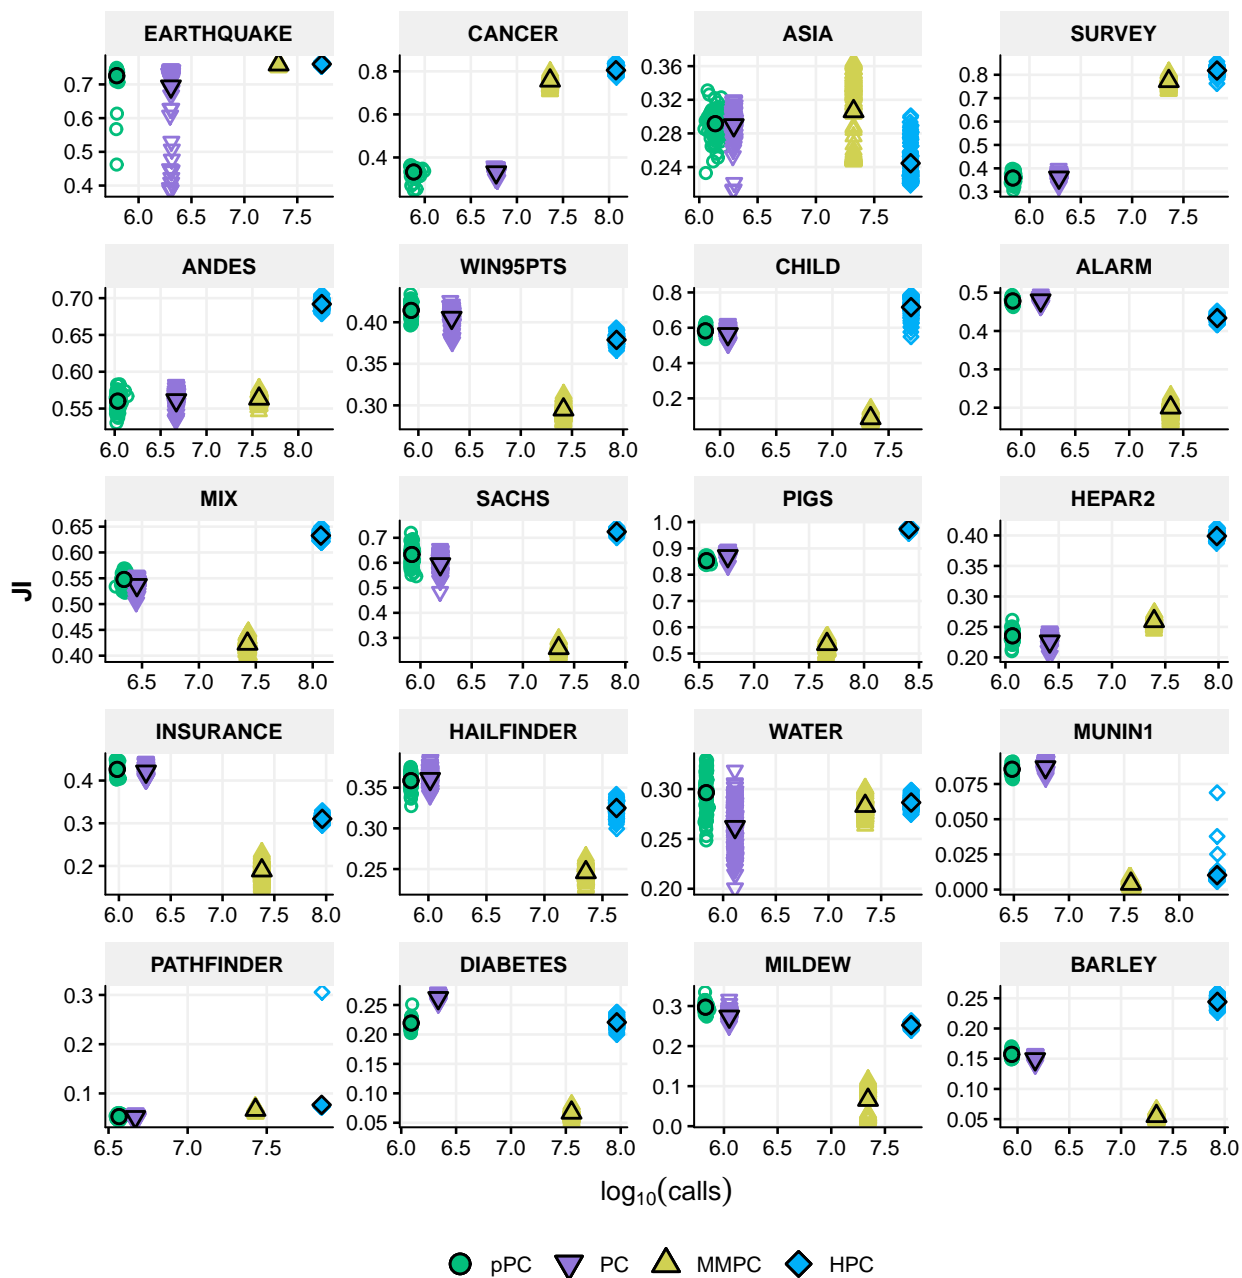 EARTHQUAKE CANCER ASIA SURVEY
0.7 0.6 0.5 0.4 0.8 0.4 0.36 0.32 0.28 0.24 0.8 0.7 0.6 0.5 0.4 0.3
6.0 6.5 7.0 7.5 6.0 6.5 7.0 7.5 8.0 6.0 6.5 7.0 7.5 6.0 6.5 7.0 7.5
ANDES WIN95PTS CHILD ALARM
0.70 0.65 0.60 0.55 0.40 0.35 0.30 0.8 0.6 0.4 0.2 0.5 0.4 0.3 0.2
6.0 6.5 7.0 7.5 8.0 6.0 6.5 7.0 7.5 6.0 6.5 7.0 7.5 6.0 6.5 7.0 7.5
MIX SACHS PIGS HEPAR2
0.65 0.60 0.55 0.50 0.45 0.40 0.7 0.6 0.5 0.3 1.0 0.9 0.8 0.7 0.6 0.5 0.40 0.30 0.25 0.20
6.5 7.0 7.5 8.0 6.0 6.5 7.0 7.5 6.5 7.0 7.5 8.0 8.5 6.0 6.5 7.0 7.5 8.0
JI
INSURANCE HAILFINDER WATER MUNIN1
0.4 0.3 0.2 0.35 0.30 0.25 0.30 0.25 0.20 0.075 0.050 0.025 0.000
6.0 6.5 7.0 7.5 8.0 6.0 6.5 7.0 7.5 6.0 6.5 7.0 7.5 6.5 7.0 7.5 8.0
PATHFINDER DIABETES MILDEW BARLEY
0.3 0.2 0.1 0.25 0.20 0.15 0.10 0.05 0.3 0.2 0.1 0.0 0.25 0.20 0.15 0.10 0.05
6.5 7.0 7.5 6.0 6.5 7.0 7.5 8.0 6.0 6.5 7.0 7.5 6.0 6.5 7.0 7.5 8.0
log₁₀(calls)
pPC PC MMPC HPC